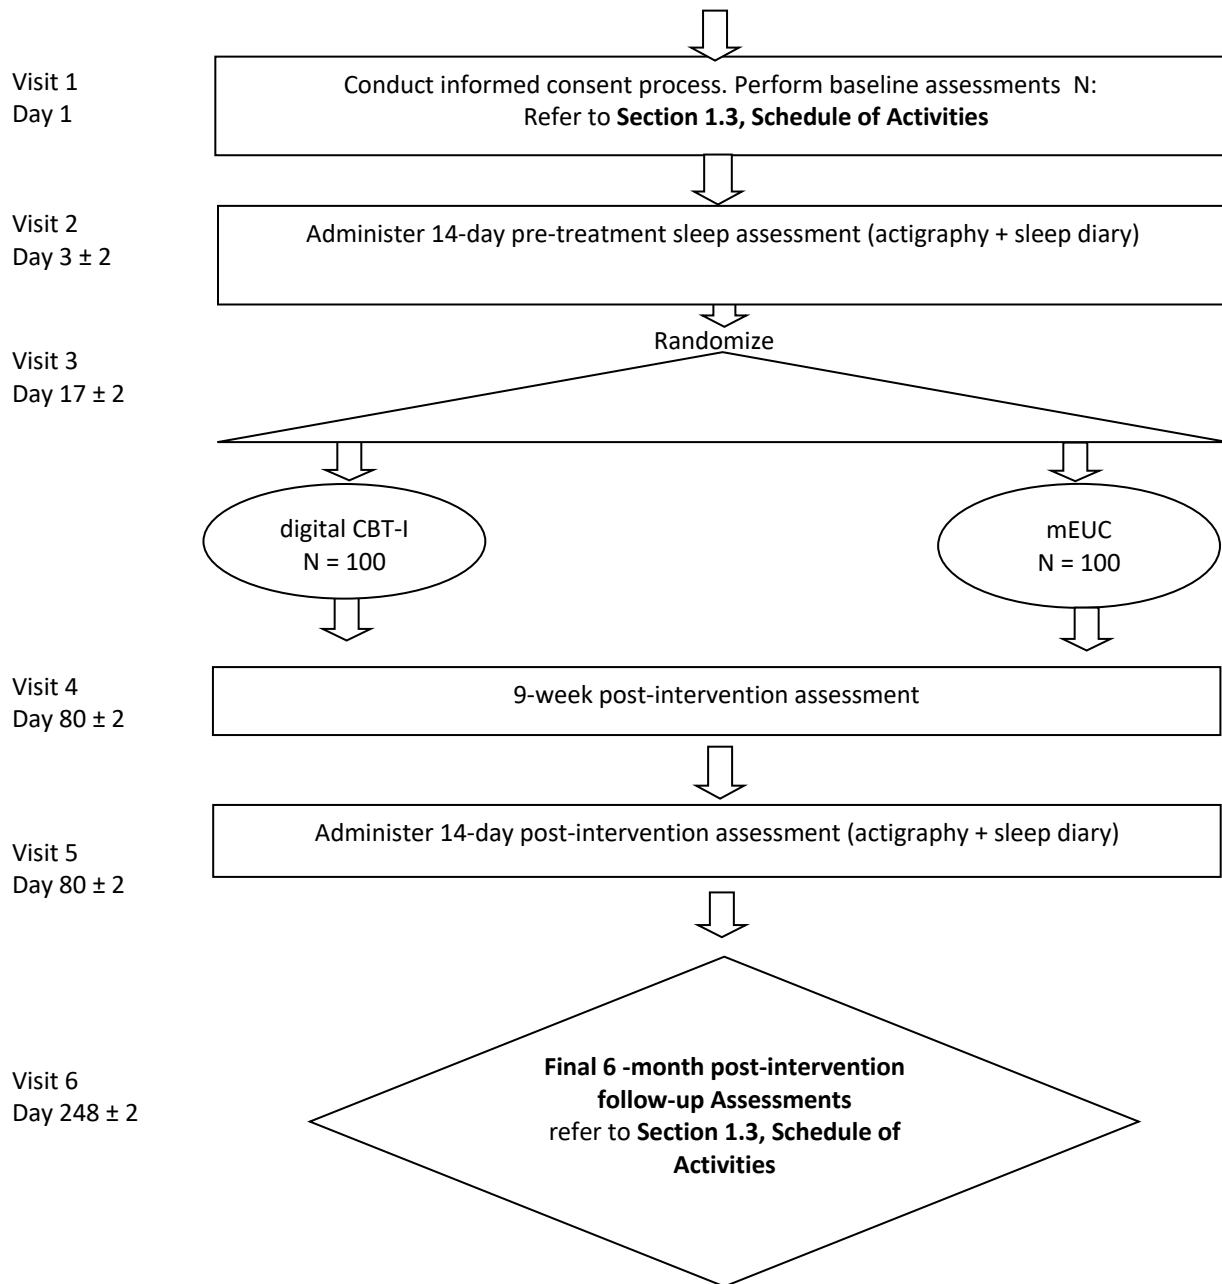 Visit 1
Day 1
Conduct informed consent process. Perform baseline assessments  N:
Refer to Section 1.3, Schedule of Activities
Visit 2
Day 3 ± 2
Administer 14-day pre-treatment sleep assessment (actigraphy + sleep diary)
Visit 3
Day 17 ± 2
Randomize
digital CBT-I
N = 100
mEUC
N = 100
Visit 4
Day 80 ± 2
9-week post-intervention assessment
Visit 5
Day 80 ± 2
Administer 14-day post-intervention assessment (actigraphy + sleep diary)
Visit 6
Day 248 ± 2
Final 6 -month post-intervention
follow-up Assessments
refer to Section 1.3, Schedule of
Activities